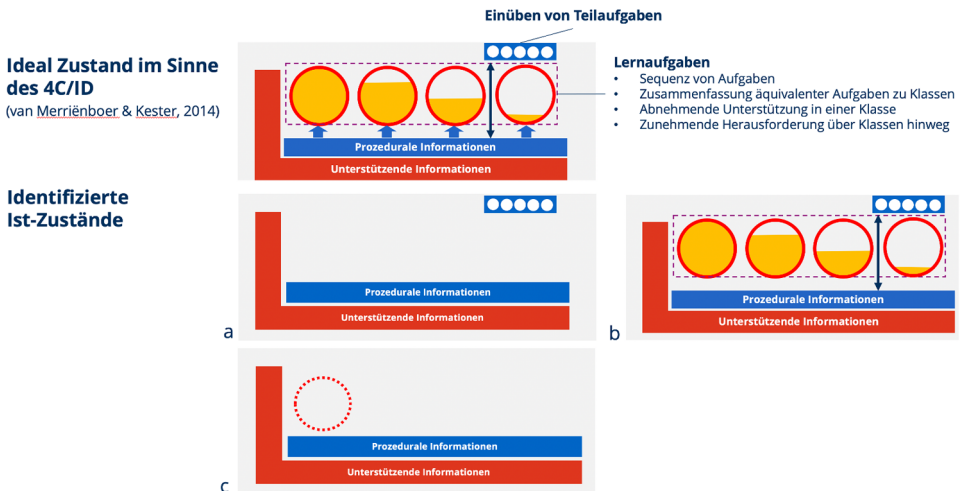 Einüben von Teilaufgaben
Ideal Zustand im Sinne
des 4C/ID
(van Merriënboer & Kester, 2014)
Prozedurale Informationen
Unterstützende Informationen
Lernaufgaben
• Sequenz von Aufgaben
• Zusammenfassung äquivalenter Aufgaben zu Klassen
• Abnehmende Unterstützung in einer Klasse
• Zunehmende Herausforderung über Klassen hinweg
Identifizierte
Ist-Zustände
Prozedurale Informationen
Unterstützende Informationen
a
Prozedurale Informationen
Unterstützende Informationen
b
Prozedurale Informationen
Unterstützende Informationen
c